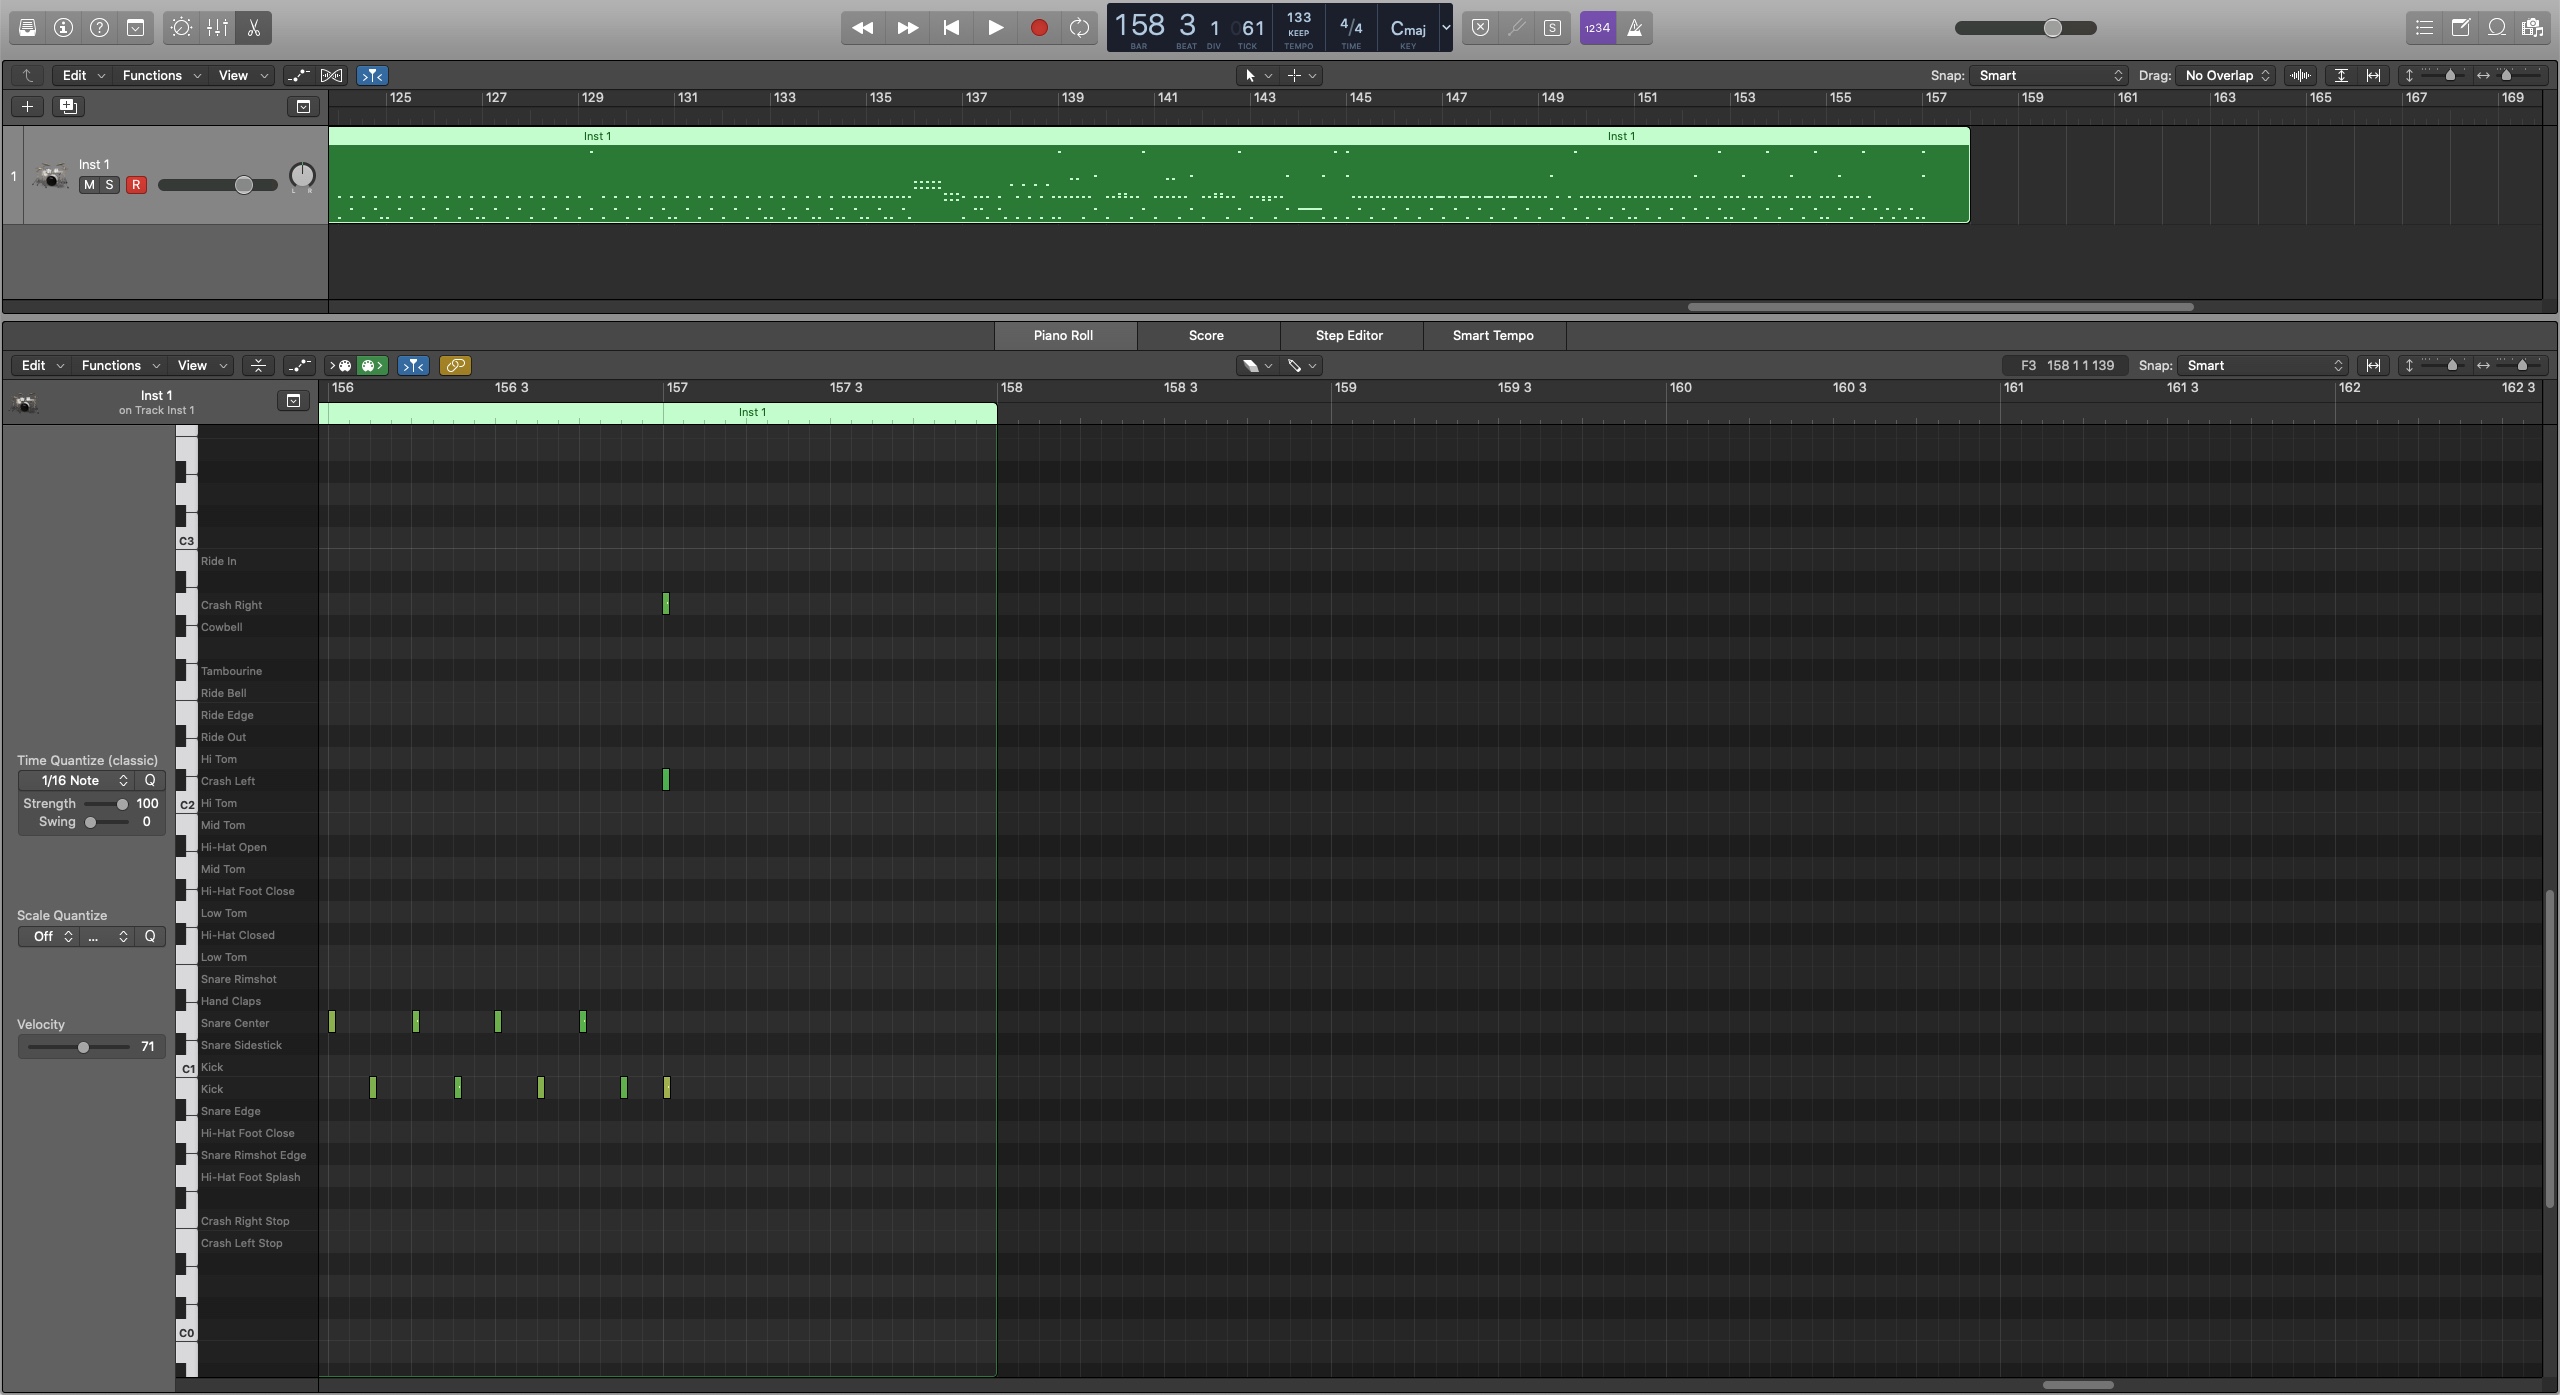 1234
158 3 1 061 133 KEEP 4/4 Cmaj
BAR BEAT DIV TICK TEMPO TIME KEY
S
Edit Functions View Snap: Smart Drag: No Overlap
125 127 129 131 133 135 137 139 141 143 145 147 149 151 153 155 157 159 161 163 165 167 169
Inst 1 Inst 1
1 Inst 1
M S R L R
Piano Roll Score Step Editor Smart Tempo
Edit Functions View F3 158 1 1 139 Snap: Smart
156 156 3 157 157 3 158 158 3 159 159 3 160 160 3 161 161 3 162 162 3
Inst 1
on Track Inst 1
Inst 1
C3
Ride In
Crash Right
Cowbell
Tambourine
Ride Bell
Ride Edge
Ride Out
Hi Tom
Crash Left
C2 Hi Tom
Mid Tom
Hi-Hat Open
Mid Tom
Hi-Hat Foot Close
Low Tom
Hi-Hat Closed
Low Tom
Snare Rimshot
Hand Claps
Snare Center
Snare Sidestick
C1 Kick
Kick
Snare Edge
Hi-Hat Foot Close
Snare Rimshot Edge
Hi-Hat Foot Splash
Crash Right Stop
Crash Left Stop
C0
Time Quantize (classic)
1/16 Note Q
Strength 100
Swing 0
Scale Quantize
Off ... Q
Velocity
71